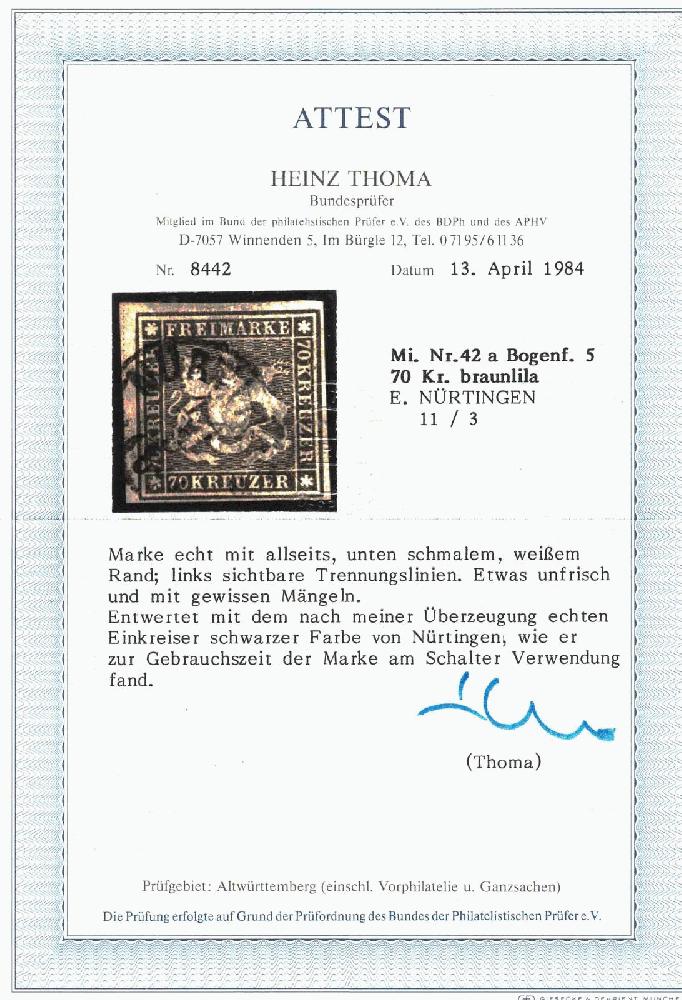 ATTEST
HEINZ THOMA
Bundesprüfer
Mitglied im Bund der philatelistischen Prüfer e.V. des BDPh und des APHV
D-7057 Winnenden 5, Im Bürgle 12, Tel. 07195/61136
Nr. 8442 Datum 13. April 1984
FREIMARKE
70 KREUZER
KREUZER
70 KREUZER
Mi. Nr.42 a Bogenf. 5
70 Kr. braunlila
E. NÜRTINGEN
11 / 3
Marke echt mit allseits, unten schmalem, weißem
Rand; links sichtbare Trennungslinien. Etwas unfrisch
und mit gewissen Mängeln.
Entwertet mit dem nach meiner Überzeugung echten
Einkreiser schwarzer Farbe von Nürtingen, wie er
zur Gebrauchszeit der Marke am Schalter Verwendung
fand.
(Thoma)
Prüfgebiet: Altwürttemberg (einschl. Vorphilatelie u. Ganzsachen)
Die Prüfung erfolgte auf Grund der Prüfordnung des Bundes der Philatelistischen Prüfer e.V.